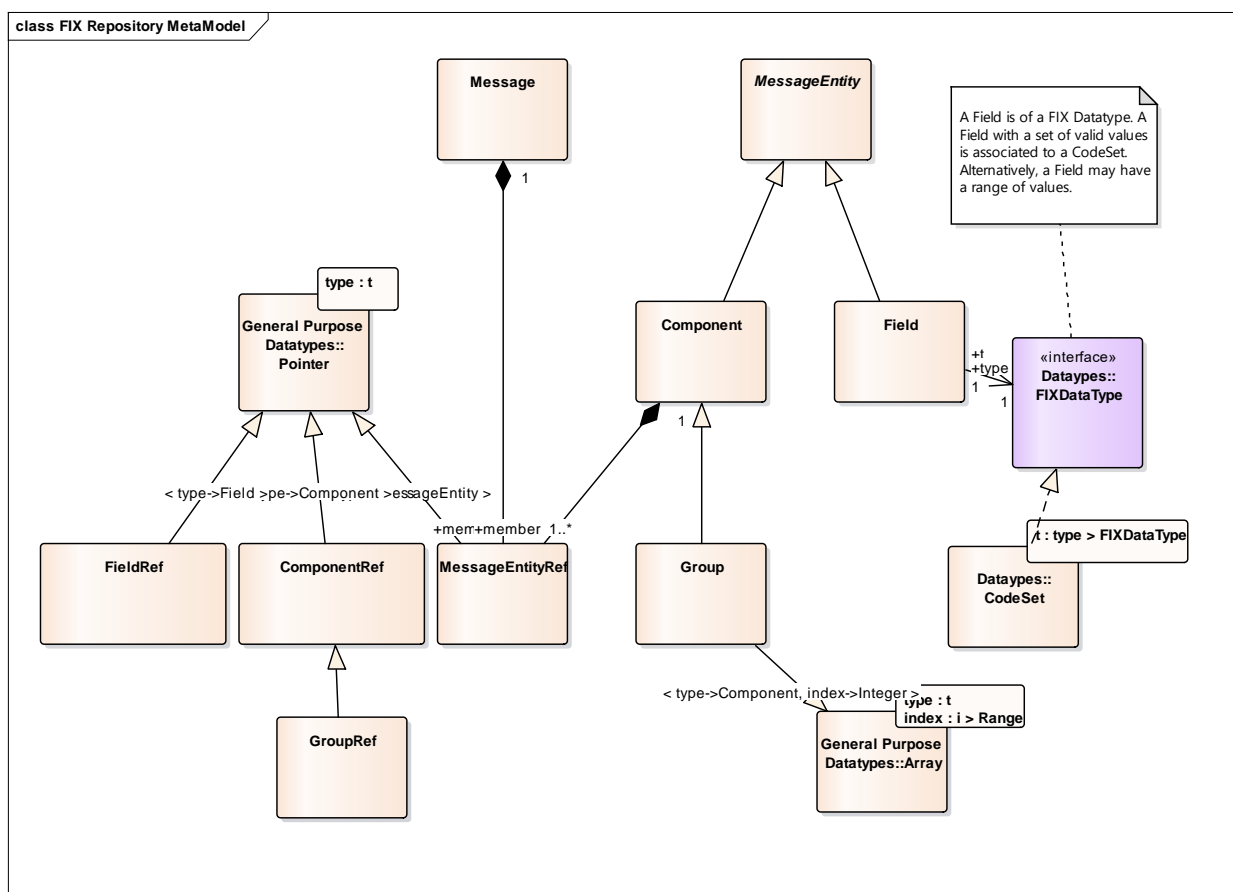 class FIX Repository MetaModel
Message
MessageEntity
A Field is of a FIX Datatype. A
Field with a set of valid values
is associated to a CodeSet.
Alternatively, a Field may have
a range of values.
1
type : t
General Purpose
Datatypes::
Pointer
Component
Field
+t
+type
1
1
«interface»
Dataypes::
FIXDataType
1
< type->Field >
pe->Component >
essageEntity >
+mem
+member
1..*
t : type > FIXDataType
FieldRef
ComponentRef
MessageEntityRef
Group
Dataypes::
CodeSet
< type->Component, index->Integer >
type : t
index : i > Range
GroupRef
General Purpose
Datatypes::Array